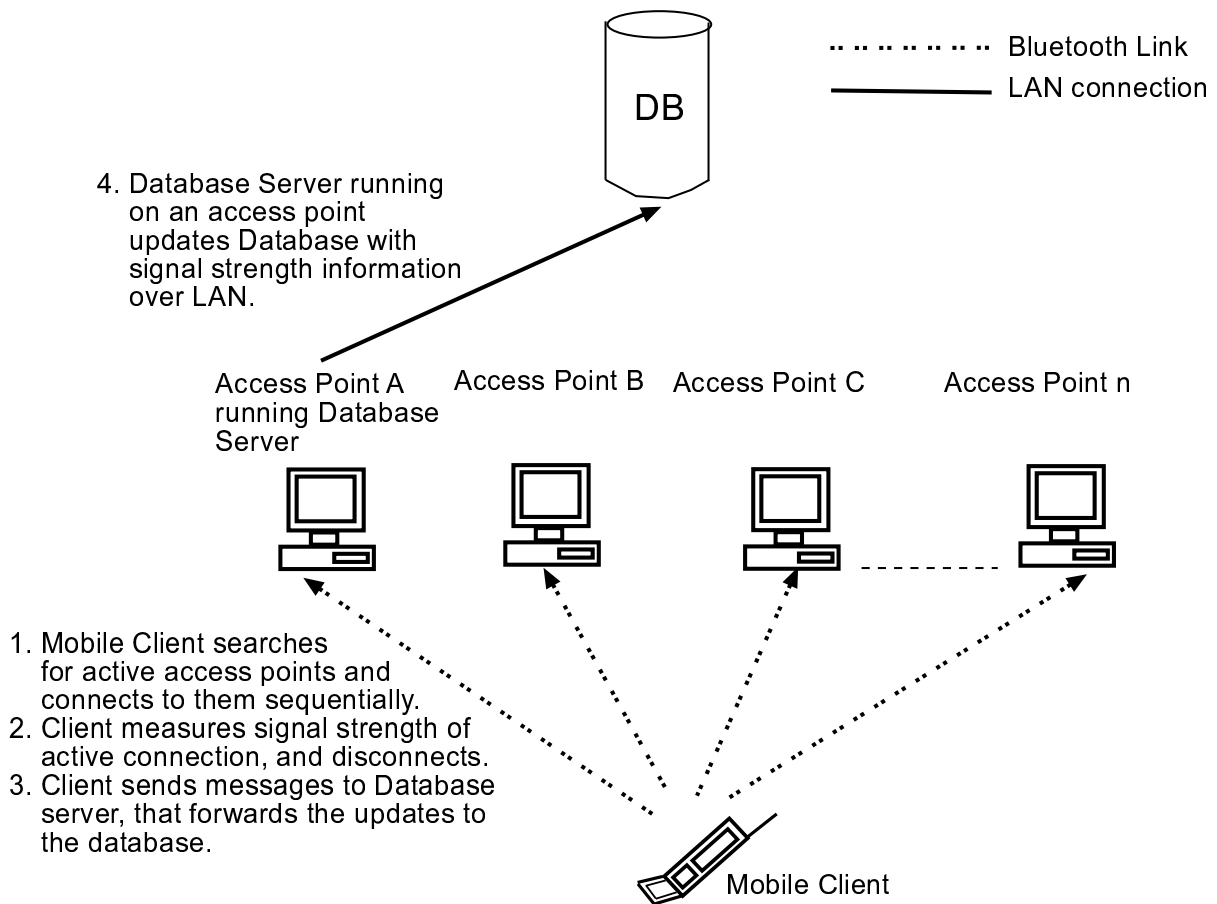 DB
Bluetooth Link
LAN connection
4. Database Server running
on an access point
updates Database with
signal strength information
over LAN.
Access Point A
running Database
Server
Access Point B
Access Point C
Access Point n
1. Mobile Client searches
for active access points and
connects to them sequentially.
2. Client measures signal strength of
active connection, and disconnects.
3. Client sends messages to Database
server, that forwards the updates to
the database.
Mobile Client